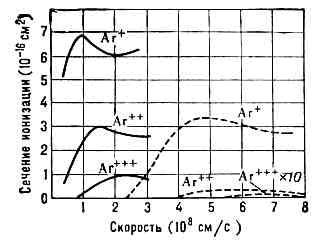 Сечение ионизации (10⁻¹⁶ см²)
7
6
5
4
3
2
1
0
Ar⁺
Ar⁺⁺
Ar⁺⁺⁺
Ar⁺
Ar⁺⁺
Ar⁺⁺⁺×10
1 2 3 4 5 6 7 8
Скорость (10⁸ см/с)